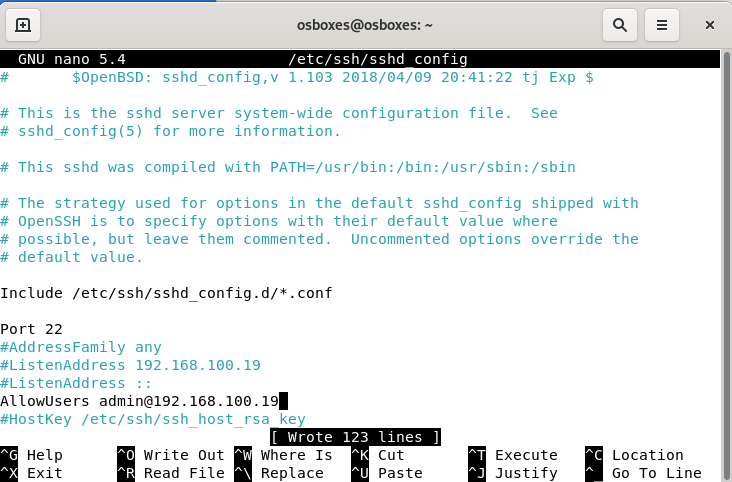 osboxes@osboxes: ~
GNU nano 5.4 /etc/ssh/sshd_config
# $OpenBSD: sshd_config,v 1.103 2018/04/09 20:41:22 tj Exp $
# This is the sshd server system-wide configuration file. See
# sshd_config(5) for more information.
# This sshd was compiled with PATH=/usr/bin:/bin:/usr/sbin:/sbin
# The strategy used for options in the default sshd_config shipped with
# OpenSSH is to specify options with their default value where
# possible, but leave them commented. Uncommented options override the
# default value.
Include /etc/ssh/sshd_config.d/*.conf
Port 22
#AddressFamily any
#ListenAddress 192.168.100.19
#ListenAddress ::
AllowUsers admin@192.168.100.19
#HostKey /etc/ssh/ssh_host_rsa_key
[ Wrote 123 lines ]
^G Help ^O Write Out ^W Where Is ^K Cut ^T Execute ^C Location
^X Exit ^R Read File ^\ Replace ^U Paste ^J Justify ^_ Go To Line